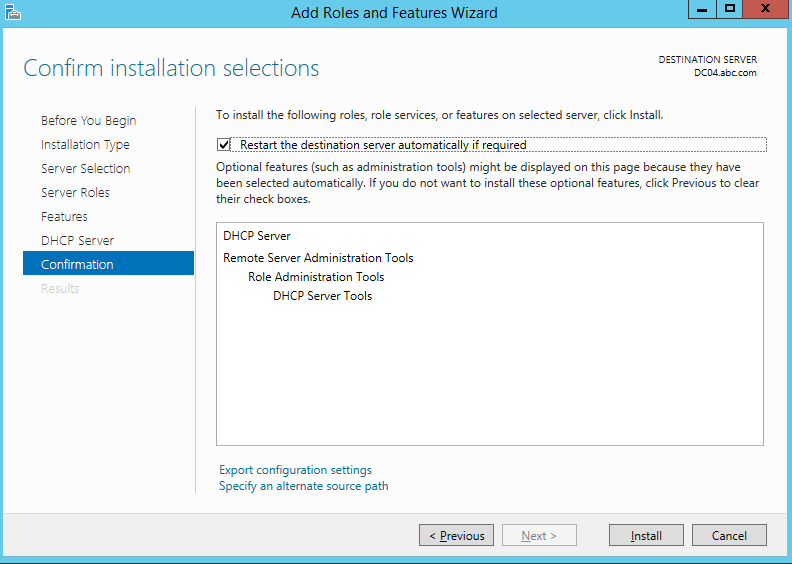 Add Roles and Features Wizard
Confirm installation selections
DESTINATION SERVER
DC04.abc.com
Before You Begin
Installation Type
Server Selection
Server Roles
Features
DHCP Server
Confirmation
Results
To install the following roles, role services, or features on selected server, click Install.
Restart the destination server automatically if required
Optional features (such as administration tools) might be displayed on this page because they have
been selected automatically. If you do not want to install these optional features, click Previous to clear
their check boxes.
DHCP Server
Remote Server Administration Tools
Role Administration Tools
DHCP Server Tools
Export configuration settings
Specify an alternate source path
< Previous
Next >
Install
Cancel